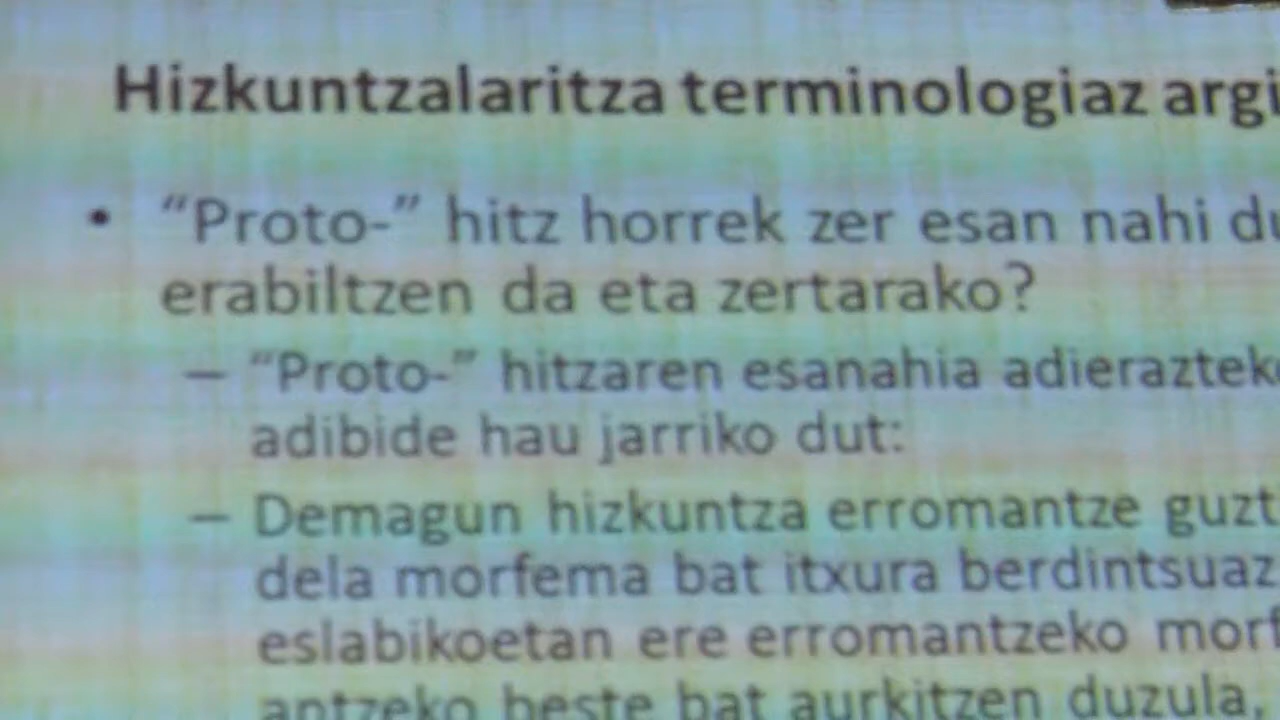 Hizkuntzalaritza terminologiaz argi
• “Proto-” hitz horrek zer esan nahi du
erabiltzen da eta zertarako?
– “Proto-” hitzaren esanahia adierazteko
adibide hau jarriko dut:
– Demagun hizkuntza erromantze guzt
dela morfema bat itxura berdintsuaz
eslabikoetan ere erromantzeko morf
antzeko beste bat aurkitzen duzula,